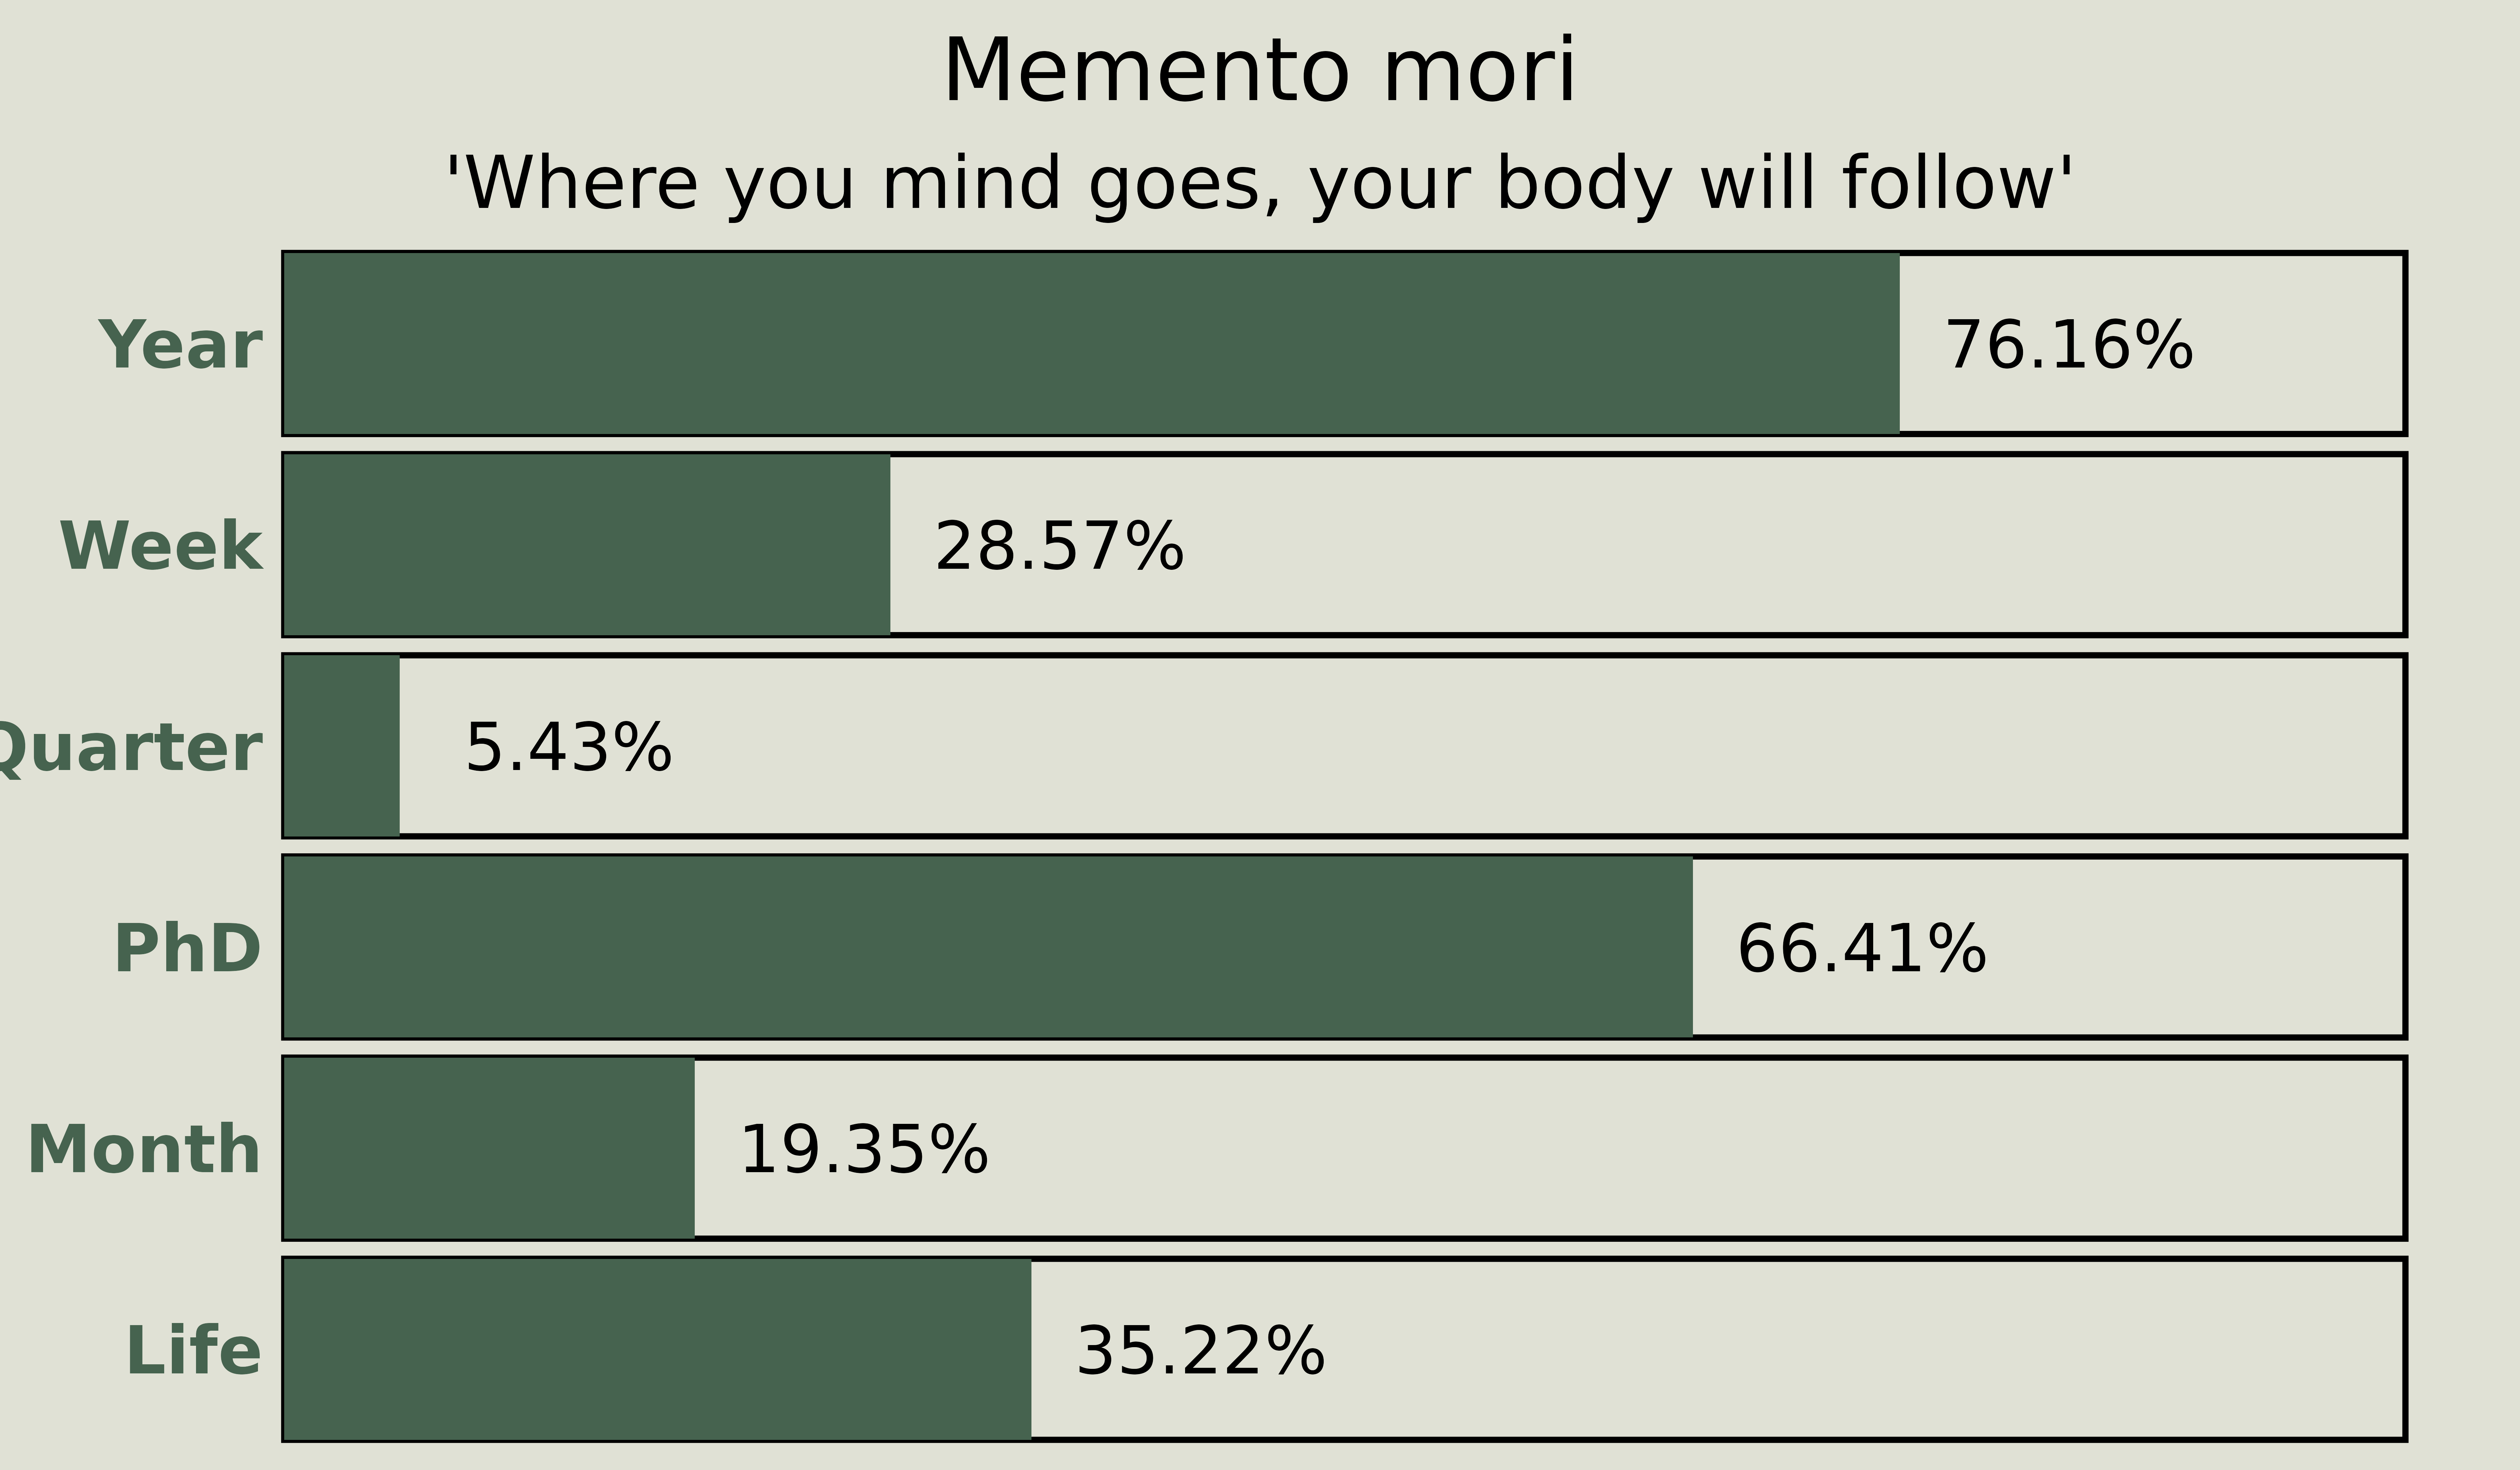 Memento mori
'Where you mind goes, your body will follow'
Year 76.16%
Week 28.57%
Quarter 5.43%
PhD 66.41%
Month 19.35%
Life 35.22%